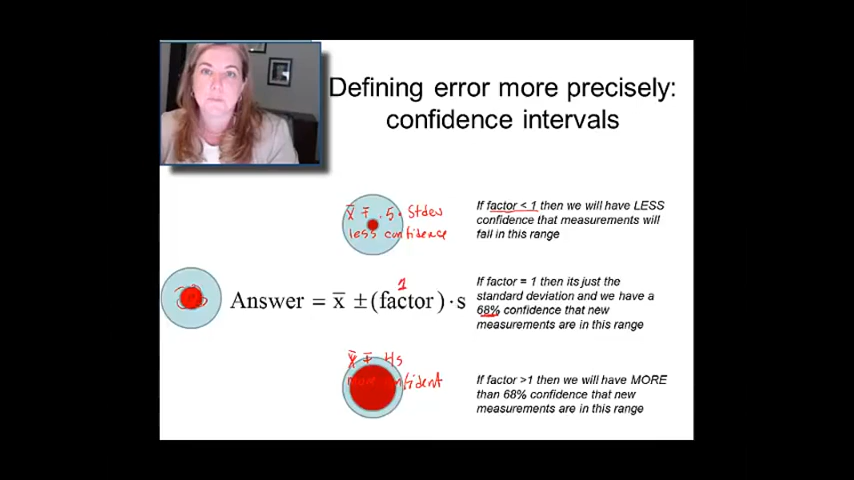 Defining error more precisely:
confidence intervals
x̄ ∓ .5 · Stdev
less confidence
If factor < 1 then we will have LESS
confidence that measurements will
fall in this range
1
Answer = x̄ ±(factor)·s
If factor = 1 then its just the
standard deviation and we have a
68% confidence that new
measurements are in this range
x̄ ∓ 4s
more confident
If factor >1 then we will have MORE
than 68% confidence that new
measurements are in this range